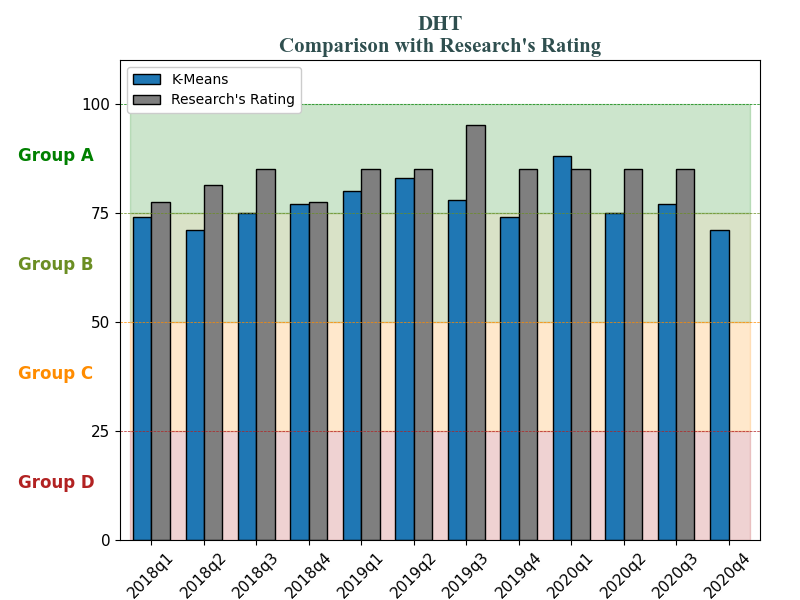 DHT
Comparison with Research's Rating
K-Means
Research's Rating
100
Group A
75
Group B
50
Group C
25
Group D
0
2018q1
2018q2
2018q3
2018q4
2019q1
2019q2
2019q3
2019q4
2020q1
2020q2
2020q3
2020q4